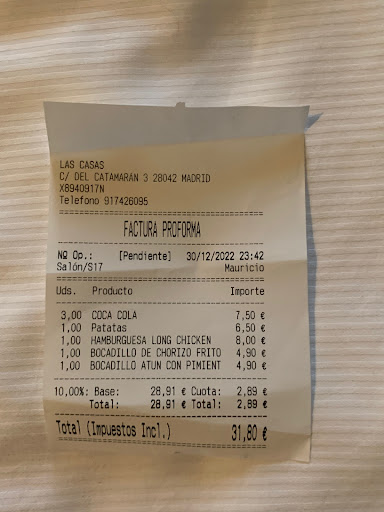 LAS CASAS
C/ DEL CATAMARAN 3 28042 MADRID
X8940917N
Telefono 917426095
FACTURA PROFORMA
Nº Op.: [Pendiente] 30/12/2022 23:42
Salón/S17 Mauricio
Uds. Producto Importe
3,00 COCA COLA 7,50 €
1,00 Patatas 6,50 €
1,00 HAMBURGUESA LONG CHICKEN 8,00 €
1,00 BOCADILLO DE CHORIZO FRITO 4,90 €
1,00 BOCADILLO ATUN CON PIMIENT 4,90 €
10,00%: Base: 28,91 € Cuota: 2,89 €
Total: 28,91 € Total: 2,89 €
Total (Impuestos Incl.) 31,80 €